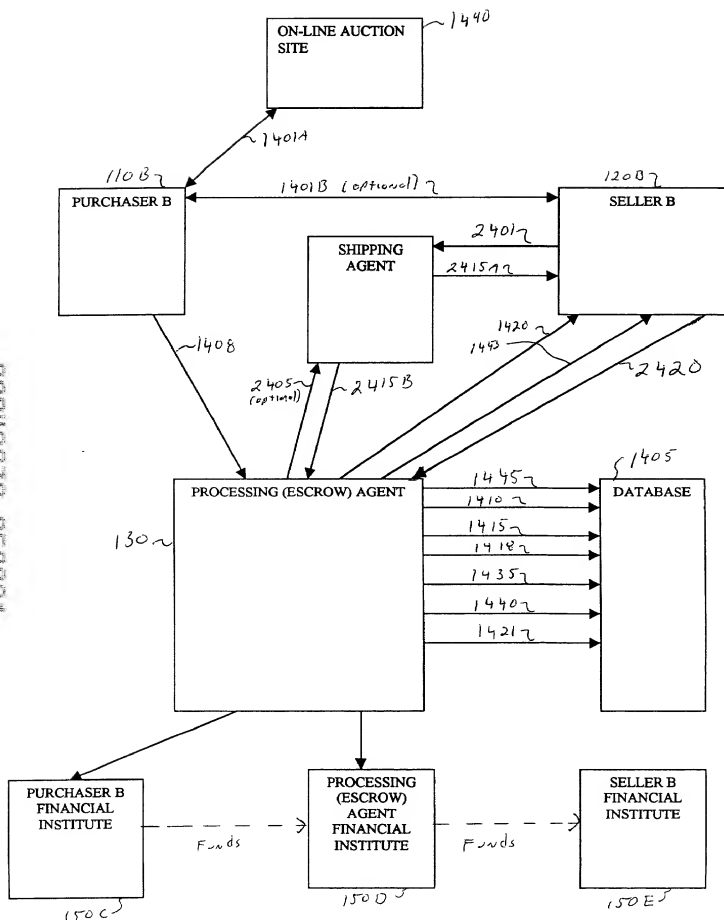 ON-LINE AUCTION
SITE
1440
1401A
110B
1401B (optional)
120B
PURCHASER B
SELLER B
2401
SHIPPING
AGENT
2415A
1420
1443
1408
2405
(optional)
2415B
2420
1405
PROCESSING (ESCROW) AGENT
1445
DATABASE
1410
130
1415
1418
1435
1440
1421
PURCHASER B
FINANCIAL
INSTITUTE
PROCESSING
(ESCROW)
AGENT
FINANCIAL
INSTITUTE
SELLER B
FINANCIAL
INSTITUTE
Funds
Funds
150C
150D
150E